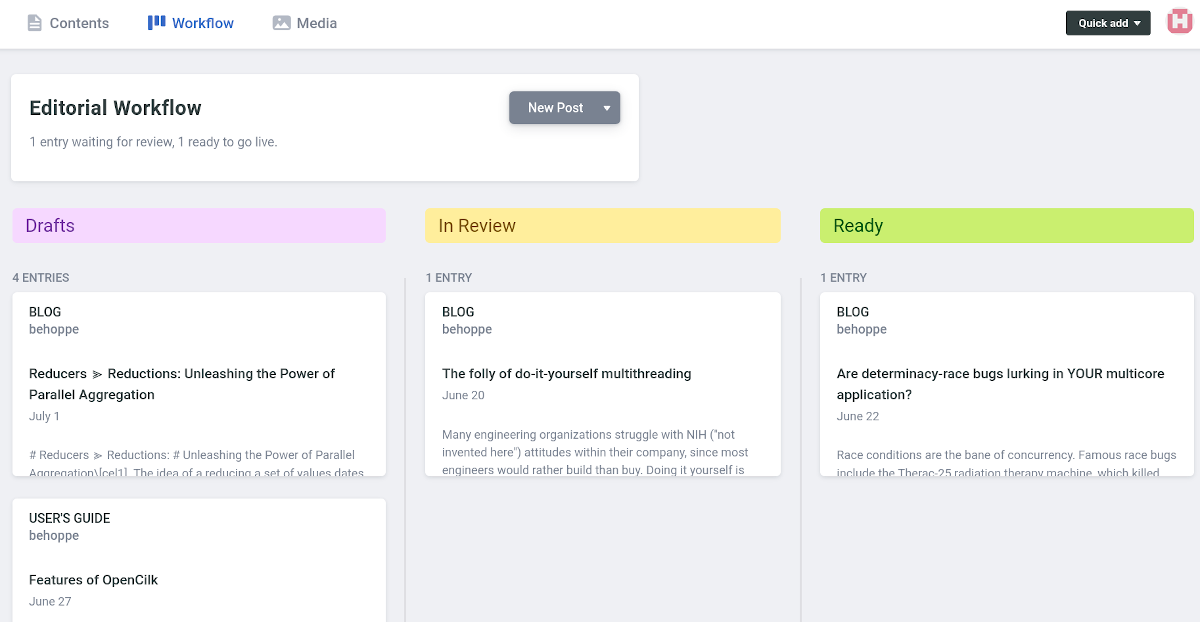 Contents
Workflow
Media
Quick add
H
Editorial Workflow
New Post
1 entry waiting for review, 1 ready to go live.
Drafts
4 ENTRIES
BLOG
behoppe
Reducers ⪢ Reductions: Unleashing the Power of
Parallel Aggregation
July 1
# Reducers ⪢ Reductions: # Unleashing the Power of Parallel
Aggregation\[ce]1]. The idea of a reducing a set of values dates
USER'S GUIDE
behoppe
Features of OpenCilk
June 27
In Review
1 ENTRY
BLOG
behoppe
The folly of do-it-yourself multithreading
June 20
Many engineering organizations struggle with NIH ("not
invented here") attitudes within their company, since most
engineers would rather build than buy. Doing it yourself is
Ready
1 ENTRY
BLOG
behoppe
Are determinacy-race bugs lurking in YOUR multicore
application?
June 22
Race conditions are the bane of concurrency. Famous race bugs
include the Therac-25 radiation therapy machine, which killed